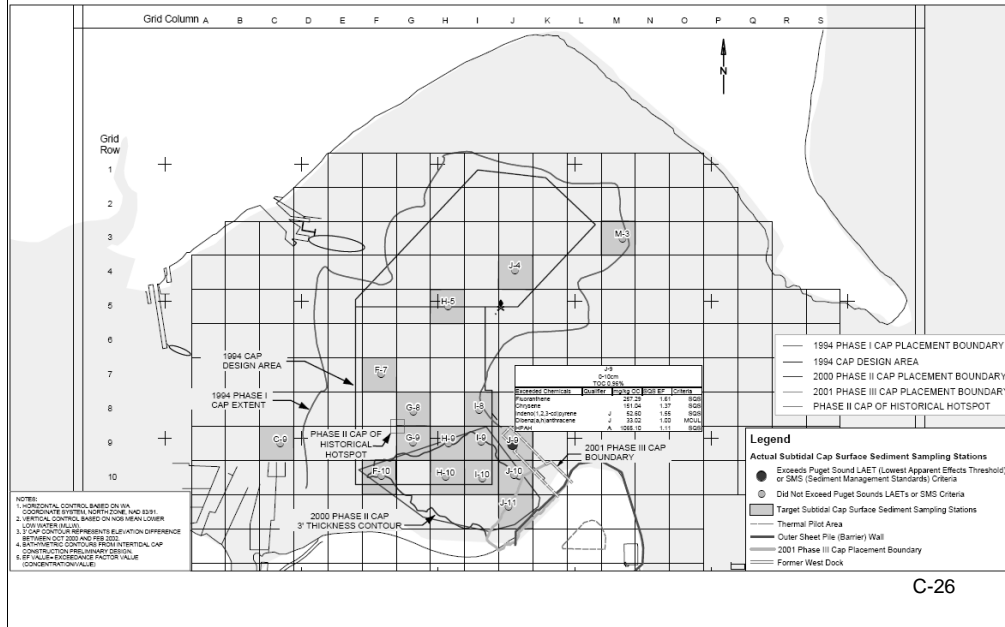 Grid Column A B C D E F G H I J K L M N O P Q R S
N
Grid
Row
1
2
M-3
3
J-4
4
H-5
5
6
1994 PHASE I CAP PLACEMENT BOUNDARY
1994 CAP DESIGN AREA
2000 PHASE II CAP PLACEMENT BOUNDARY
2001 PHASE III CAP PLACEMENT BOUNDARY
PHASE II CAP OF HISTORICAL HOTSPOT
1994 CAP
DESIGN AREA
F-7
7
J-9
0-10cm
TOC 0.96%
Exceeded Chemicals Qualifier mg/kg OC SQS EF Criteria
Fluoranthene 257.29 1.61 SQS
Chrysene 151.04 1.37 SQS
Indeno(1,2,3-cd)pyrene J 52.60 1.55 SQS
Dibenz(a,h)anthracene J 33.02 1.00 MCUL
HPAH A 1065.10 1.11 SQS
1994 PHASE I
CAP EXTENT
8
G-8
I-8
PHASE II CAP OF
HISTORICAL
HOTSPOT
9
C-9
G-9
H-9
I-9
J-9
2001 PHASE III CAP
BOUNDARY
10
F-10
H-10
I-10
J-10
J-11
2000 PHASE II CAP
3' THICKNESS CONTOUR
Legend
Actual Subtidal Cap Surface Sediment Sampling Stations
Exceeds Puget Sound LAET (Lowest Apparent Effects Threshold)
or SMS (Sediment Management Standards) Criteria
Did Not Exceed Puget Sounds LAETs or SMS Criteria
Target Subtidal Cap Surface Sediment Sampling Stations
Thermal Pilot Area
Outer Sheet Pile (Barrier) Wall
2001 Phase III Cap Placement Boundary
Former West Dock
NOTES:
1. HORIZONTAL CONTROL BASED ON WA
COORDINATE SYSTEM, NORTH ZONE, NAD 83/91.
2. VERTICAL CONTROL BASED ON NOS MEAN LOWER
LOW WATER (MLLW).
3. 3' CAP CONTOUR REPRESENTS ELEVATION DIFFERENCE
BETWEEN OCT 2000 AND FEB 2002.
4. BATHYMETRIC CONTOURS FROM INTERTIDAL CAP
CONSTRUCTION PRELIMINARY DESIGN.
5. EF VALUE= EXCEEDANCE FACTOR VALUE
(CONCENTRATION/VALUE)
C-26